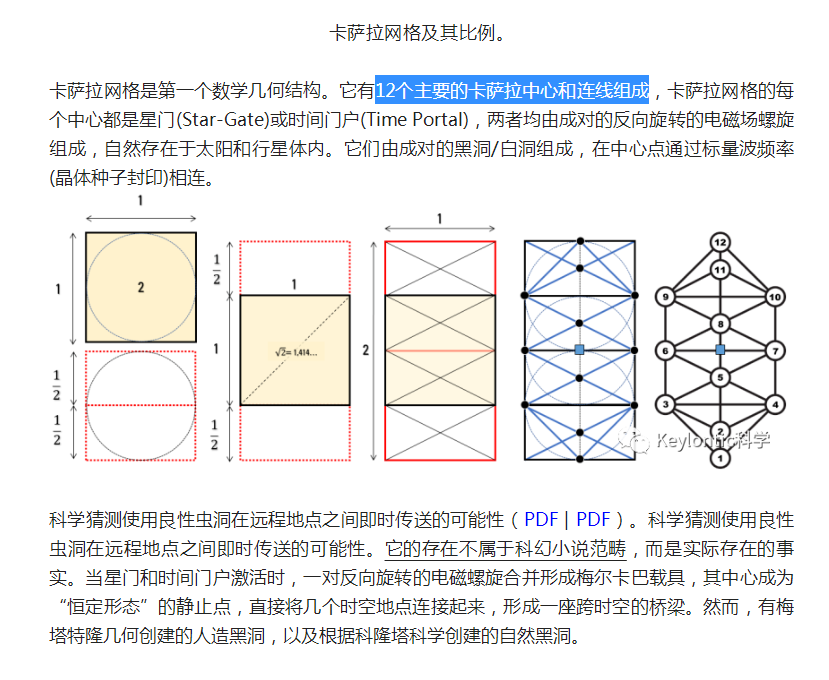 卡萨拉网格及其比例。
卡萨拉网格是第一个数学几何结构。它有12个主要的卡萨拉中心和连线组成，卡萨拉网格的每
个中心都是星门(Star-Gate)或时间门户(Time Portal)，两者均由成对的反向旋转的电磁场螺旋
组成，自然存在于太阳和行星体内。它们由成对的黑洞/白洞组成，在中心点通过标量波频率
(晶体种子封印)相连。
1
1
2
1/2
1/2
1/2
1
1
√2= 1,414...
1/2
1
2
12
11
9
10
8
6
7
5
3
4
2
1
Keylontic科学
科学猜测使用良性虫洞在远程地点之间即时传送的可能性（PDF | PDF）。科学猜测使用良性
虫洞在远程地点之间即时传送的可能性。它的存在不属于科幻小说范畴，而是实际存在的事
实。当星门和时间门户激活时，一对反向旋转的电磁螺旋合并形成梅尔卡巴载具，其中心成为
“恒定形态”的静止点，直接将几个时空地点连接起来，形成一座跨时空的桥梁。然而，有梅
塔特隆几何创建的人造黑洞，以及根据科隆塔科学创建的自然黑洞。